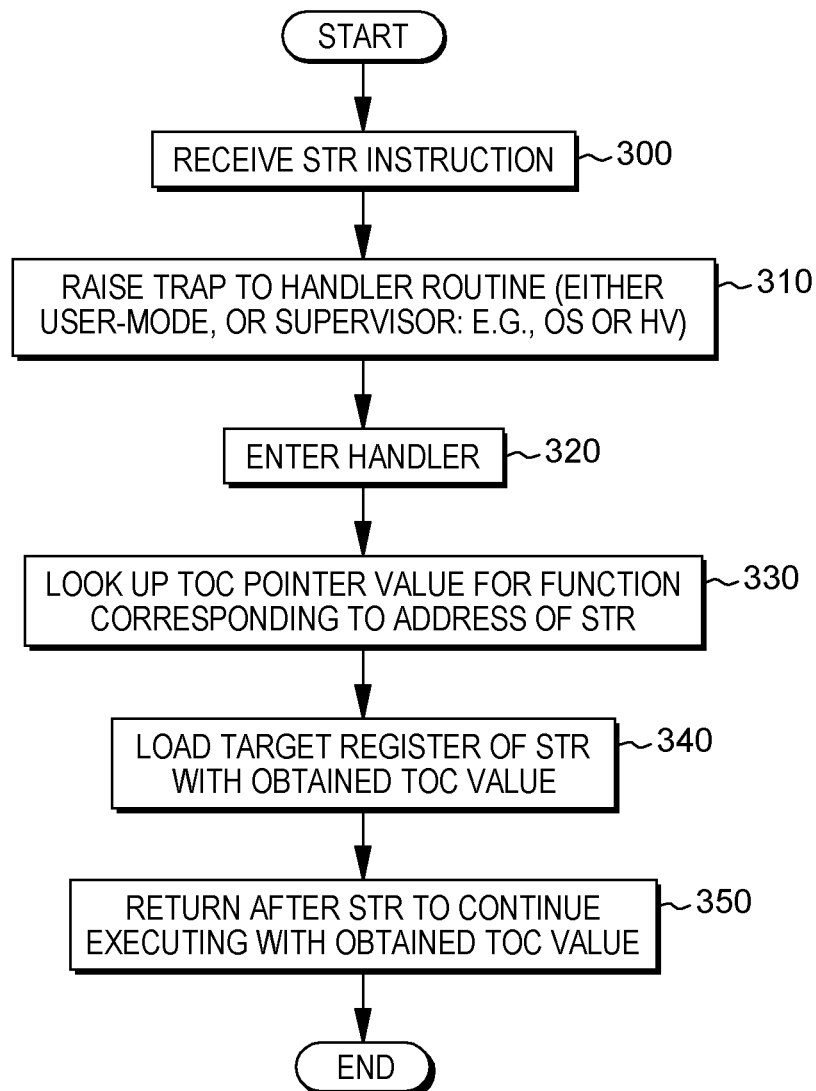 START
RECEIVE STR INSTRUCTION 300
RAISE TRAP TO HANDLER ROUTINE (EITHER
USER-MODE, OR SUPERVISOR: E.G., OS OR HV)
310
ENTER HANDLER 320
LOOK UP TOC POINTER VALUE FOR FUNCTION
CORRESPONDING TO ADDRESS OF STR
330
LOAD TARGET REGISTER OF STR
WITH OBTAINED TOC VALUE
340
RETURN AFTER STR TO CONTINUE
EXECUTING WITH OBTAINED TOC VALUE
350
END